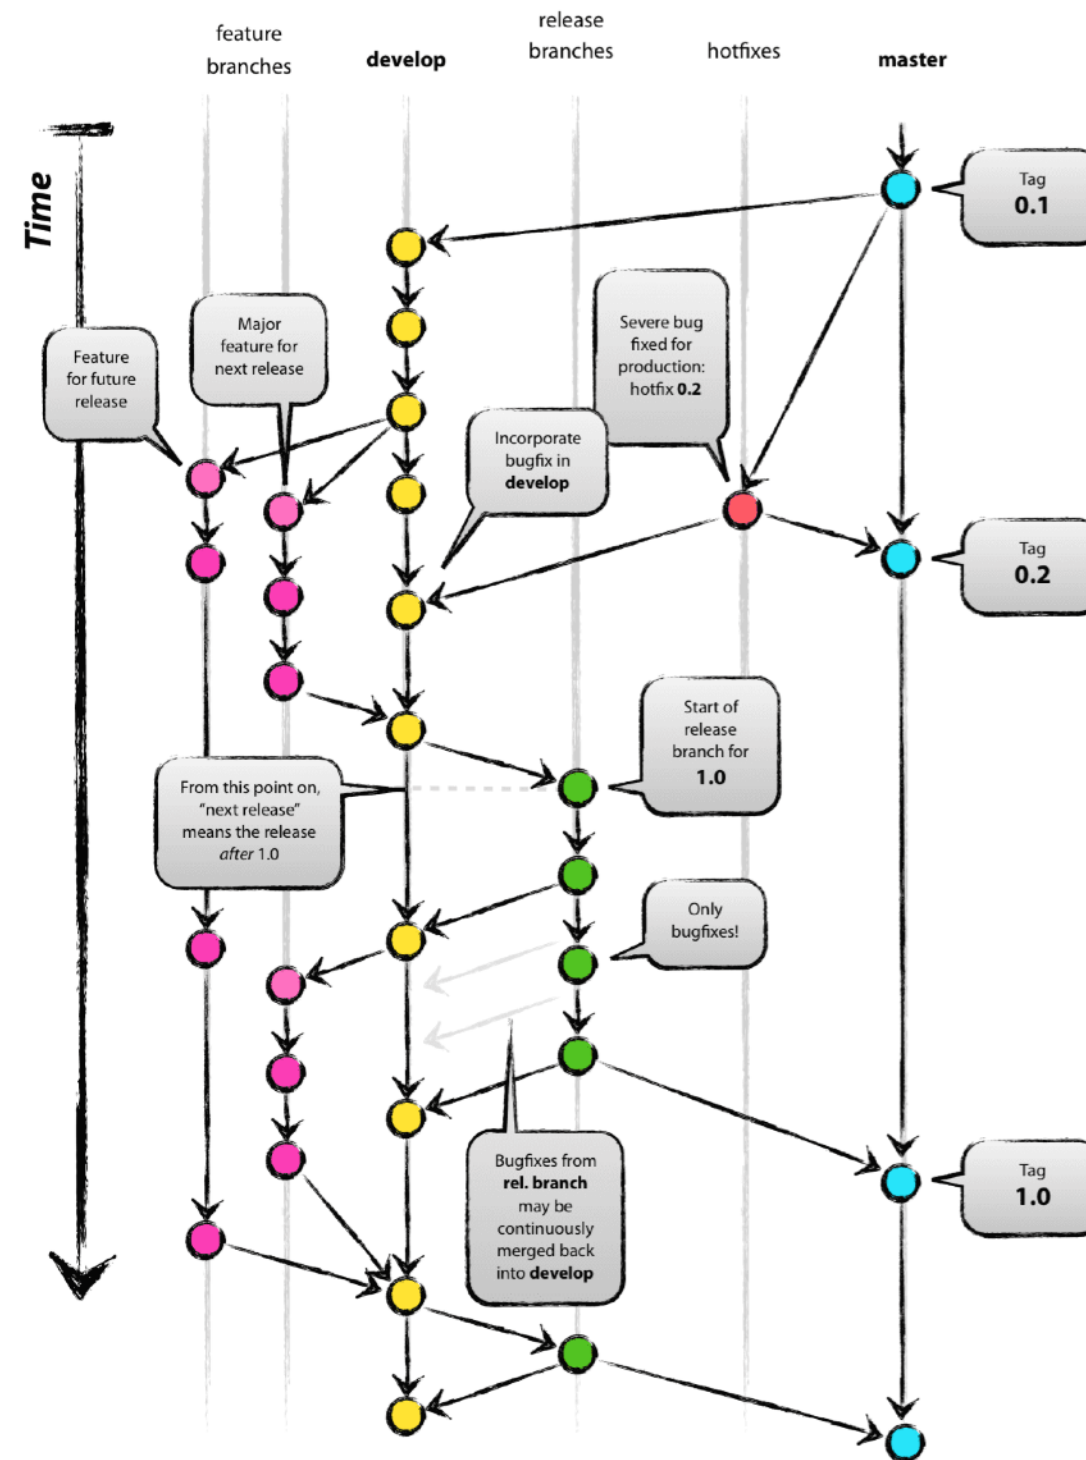 feature
branches
develop
release
branches
hotfixes
master
Time
Tag
0.1
Major
feature for
next release
Severe bug
fixed for
production:
hotfix 0.2
Feature
for future
release
Incorporate
bugfix in
develop
Tag
0.2
Start of
release
branch for
1.0
From this point on,
“next release”
means the release
after 1.0
Only
bugfixes!
Bugfixes from
rel. branch
may be
continuously
merged back
into develop
Tag
1.0